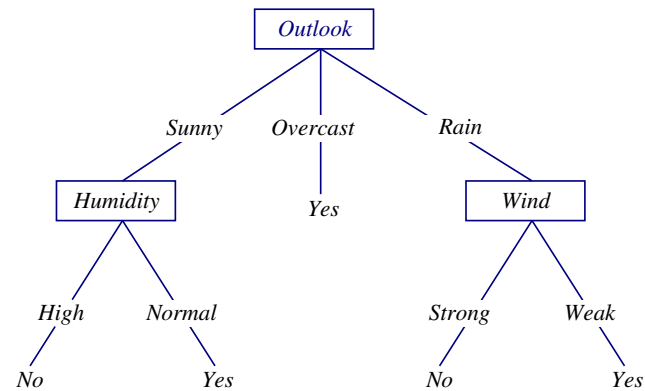 Outlook
Sunny Overcast Rain
Humidity Yes Wind
High Normal Strong Weak
No Yes No Yes